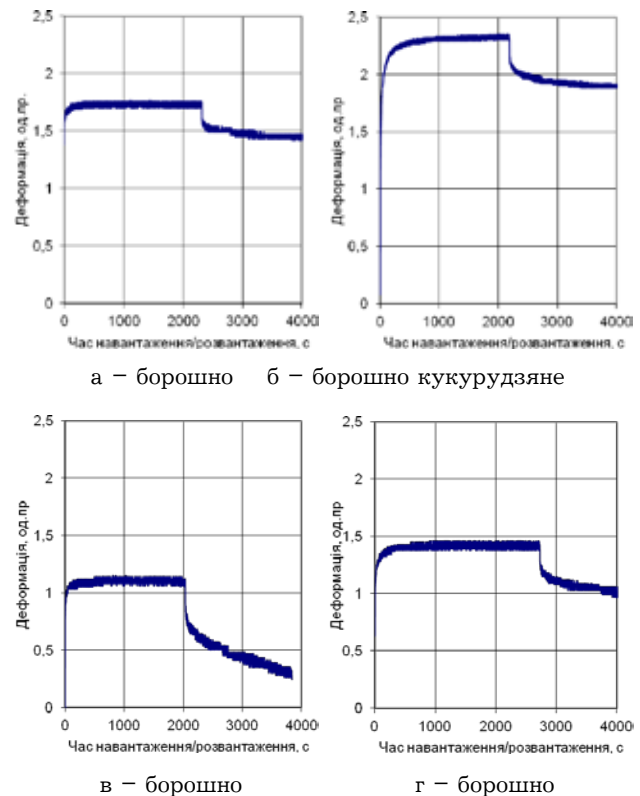 2,5
2
1,5
1
0,5
0
Деформація, од.пр.
0 1000 2000 3000 4000
Час навантаження/розвантаження, с
2,5
2
1,5
1
0,5
0
Деформація, од.пр
0 1000 2000 3000 4000
Час навантаження/розвантаження, с
а – борошно б – борошно кукурудзяне
2,5
2
1,5
1
0,5
0
Деформація, од.пр
0 1000 2000 3000 4000
Час навантаження/розвантаження, с
2,5
2
1,5
1
0,5
0
Деформація, од.пр
0 1000 2000 3000 4000
Час навантаження/розвантаження, с
в – борошно г – борошно